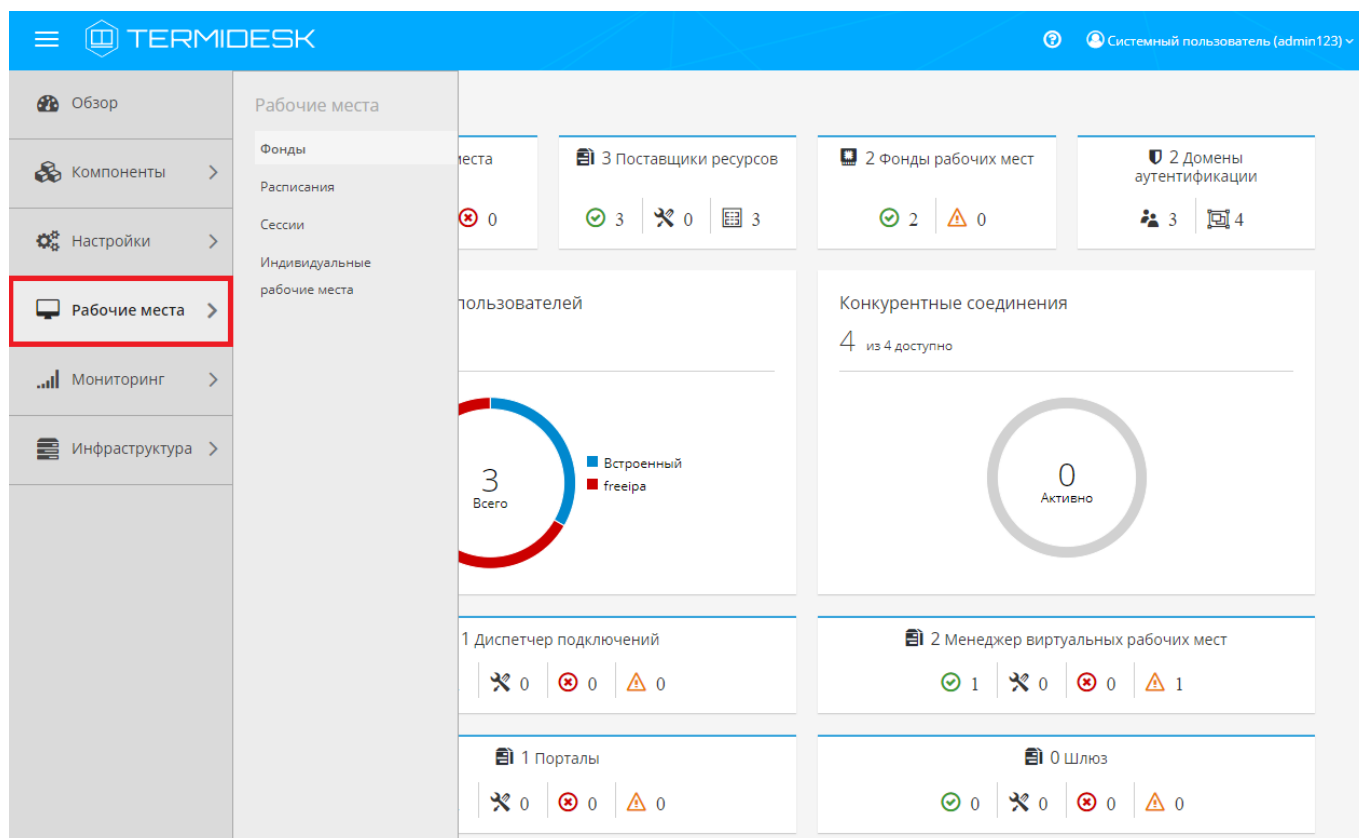 TERMIDESK
Системный пользователь (admin123)
Обзор
Компоненты
Настройки
Рабочие места
Мониторинг
Инфраструктура
Рабочие места
Фонды
Расписания
Сессии
Индивидуальные
рабочие места
0
3 Поставщики ресурсов
3 0 3
2 Фонды рабочих мест
2 0
2 Домены
аутентификации
3 4
3
Всего
Встроенный
freeipa
Конкурентные соединения
4 из 4 доступно
0
Активно
1 Диспетчер подключений
0 0 0
2 Менеджер виртуальных рабочих мест
1 0 0 1
1 Порталы
0 0 0
0 Шлюз
0 0 0 0